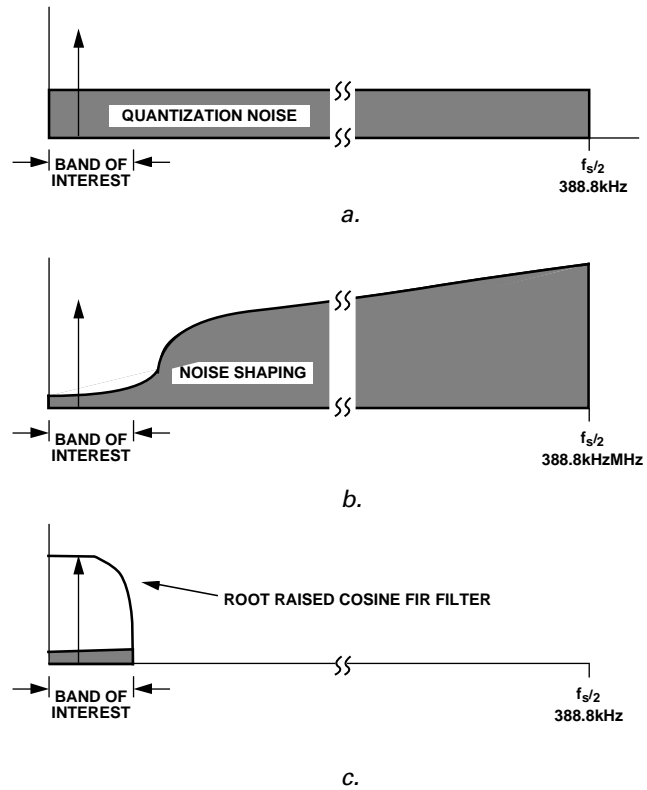 QUANTIZATION NOISE
BAND OF
INTEREST
fs/2
388.8kHz
a.
NOISE SHAPING
BAND OF
INTEREST
fs/2
388.8kHzMHz
b.
ROOT RAISED COSINE FIR FILTER
BAND OF
INTEREST
fs/2
388.8kHz
c.